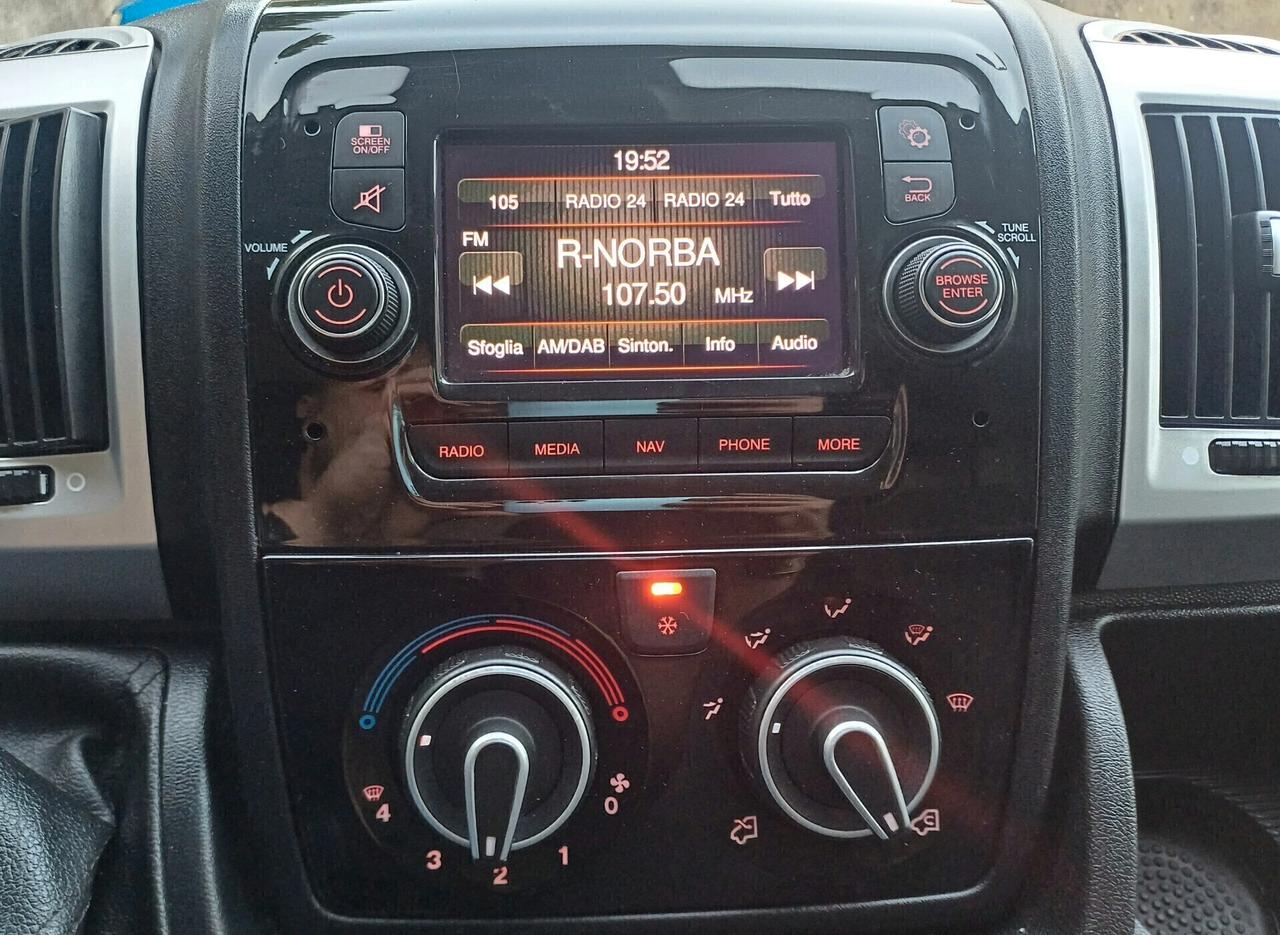 SCREEN
ON/OFF
VOLUME
19:52
105 RADIO 24 RADIO 24 Tutto
FM
R-NORBA
107.50 MHz
Sfoglia AM/DAB Sinton. Info Audio
BACK
TUNE
SCROLL
BROWSE
ENTER
RADIO MEDIA NAV PHONE MORE
0
1
2
3
4